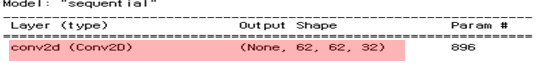 Model: "sequential"
Layer (type) Output Shape Param #
conv2d (Conv2D) (None, 62, 62, 32) 896